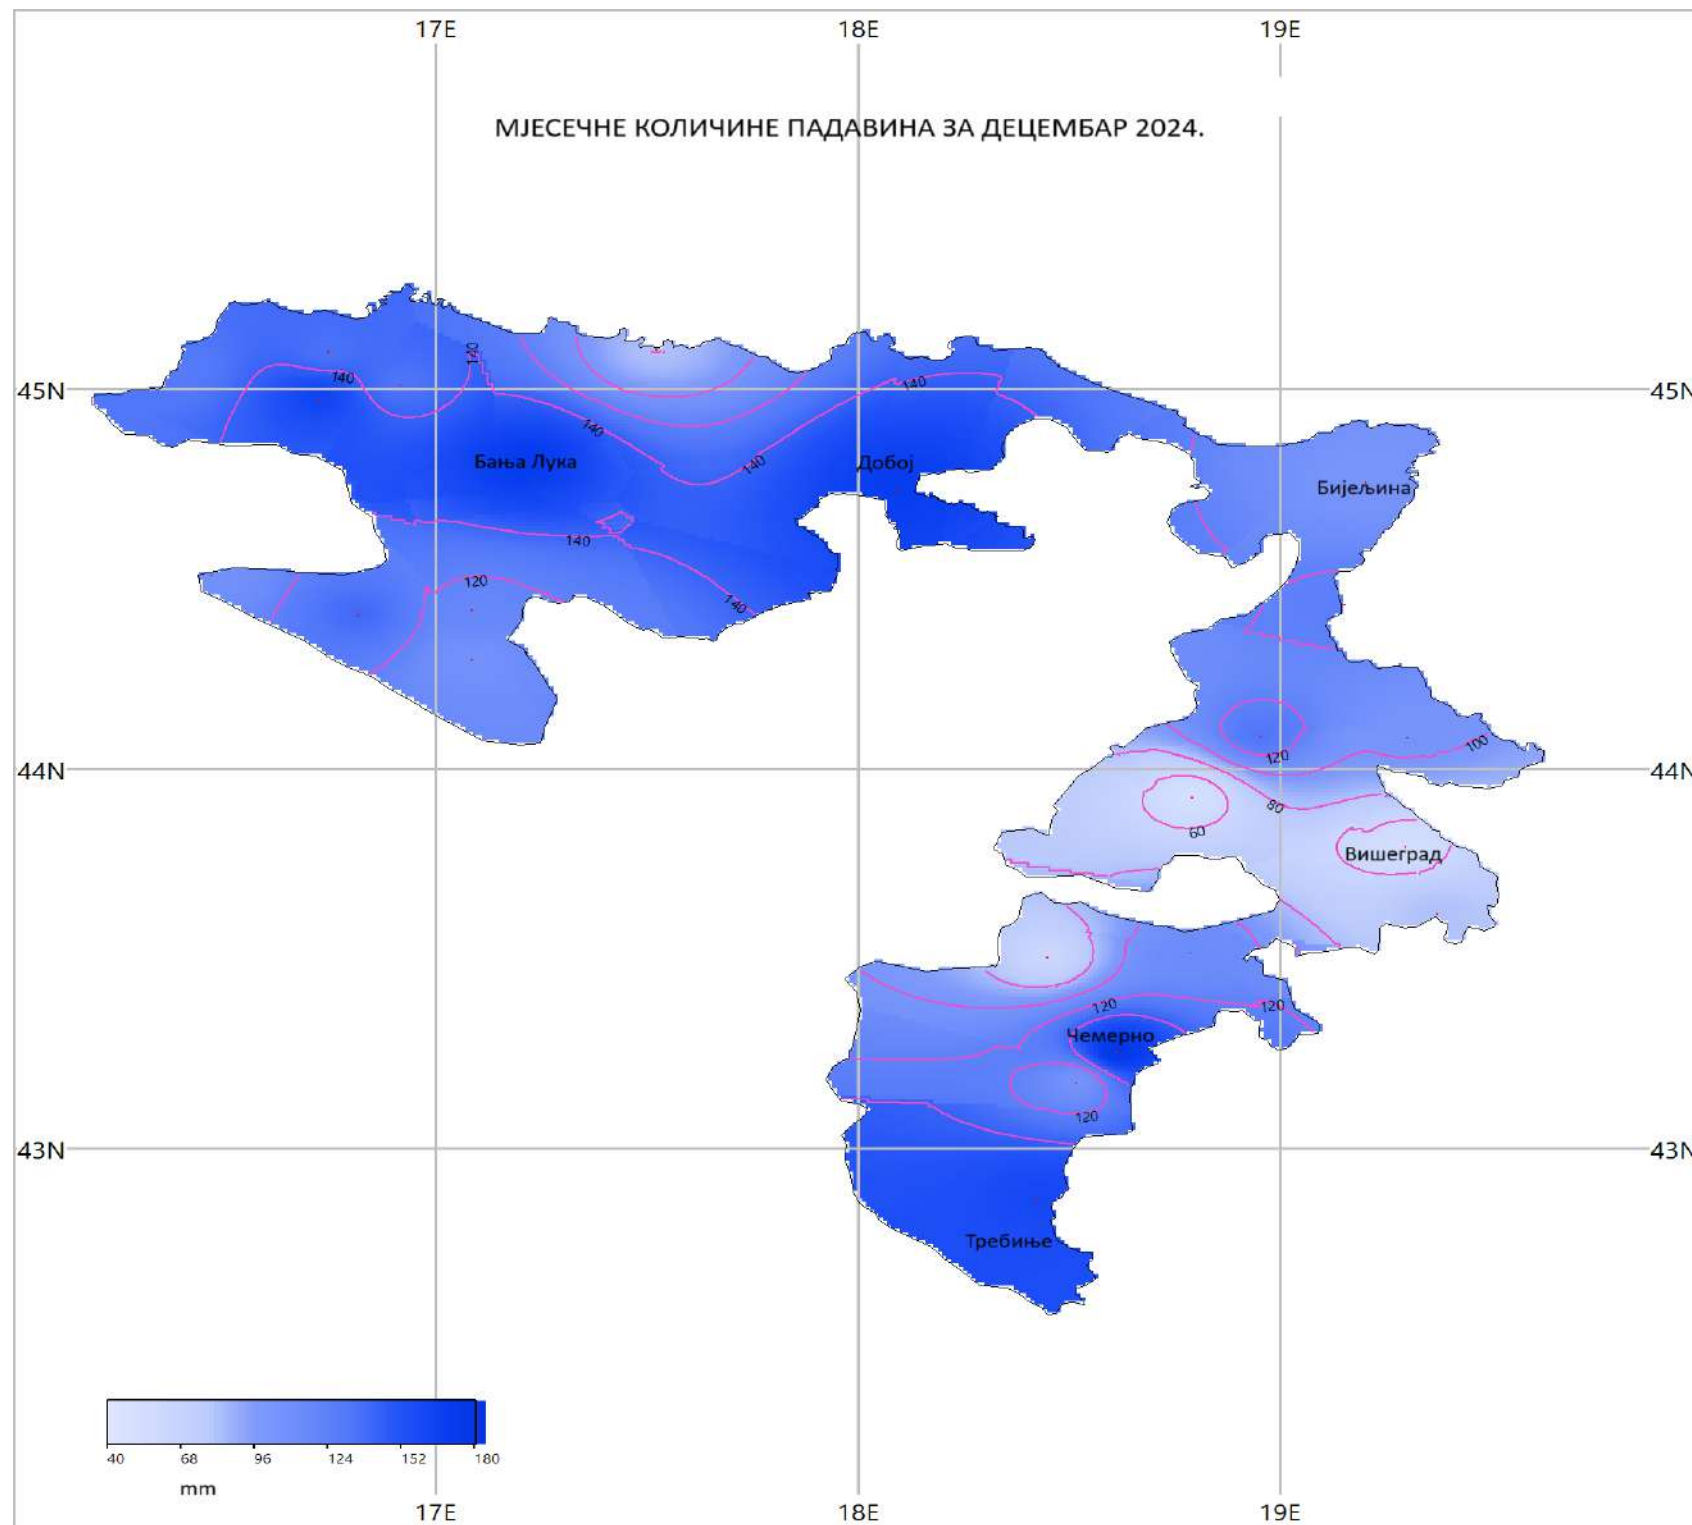 17E 18E 19E
МЈЕСЕЧНЕ КОЛИЧИНЕ ПАДАВИНА ЗА ДЕЦЕМБАР 2024.
140
140
45N 140 45N
140
Бања Лука 140 Добој
Бијељина
140
120
140
100
120
44N 44N
80
60
Вишеград
120 120
Чемерно
120
43N 43N
Требиње
40 68 96 124 152 180
mm
17E 18E 19E